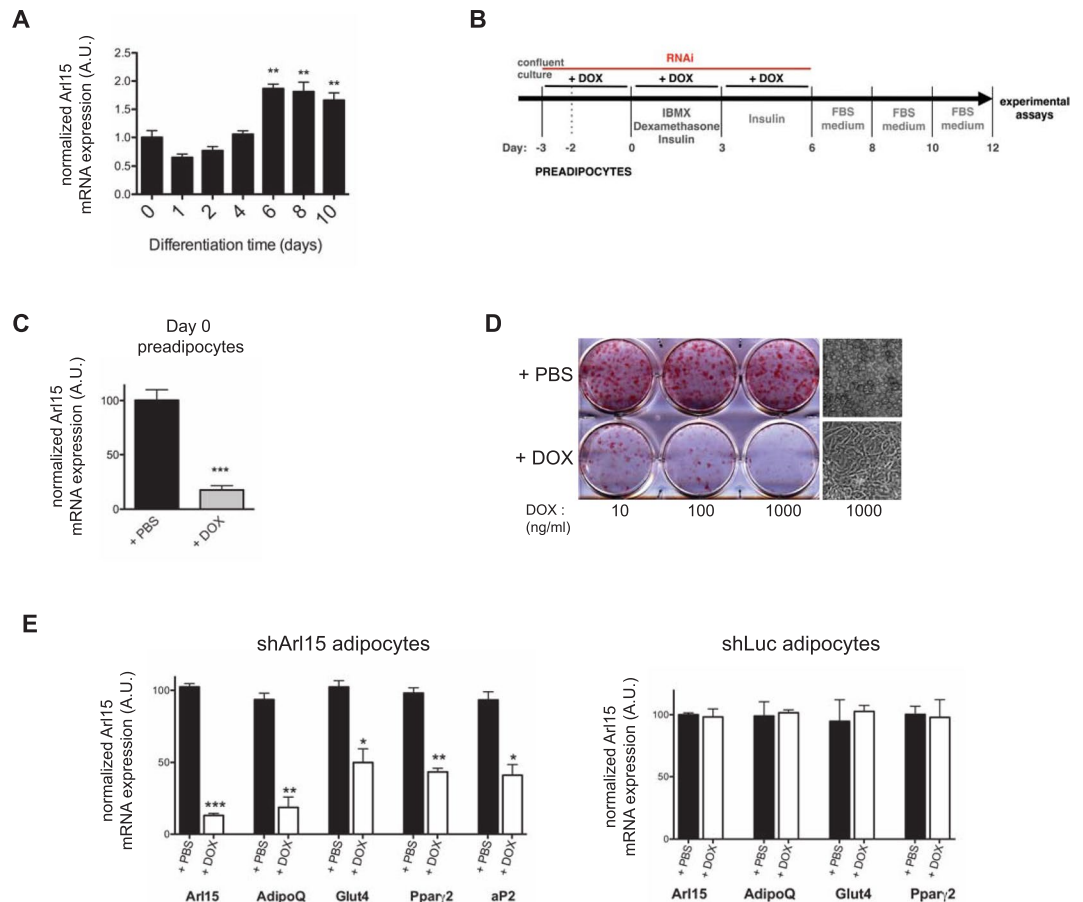 A
normalized Arl15
mRNA expression (A.U.)
2.5
2.0
1.5
1.0
0.5
0.0
**
**
**
0
1
2
4
6
8
10
Differentiation time (days)
B
RNAi
confluent
culture
+ DOX
+ DOX
+ DOX
IBMX
Dexamethasone
Insulin
Insulin
FBS
medium
FBS
medium
FBS
medium
experimental
assays
Day:
-3
-2
0
3
6
8
10
12
PREADIPOCYTES
C
Day 0
preadipocytes
normalized Arl15
mRNA expression (A.U.)
100
50
0
***
+ PBS
+ DOX
D
+ PBS
+ DOX
DOX :
(ng/ml)
10
100
1000
1000
E
shArl15 adipocytes
normalized Arl15
mRNA expression (A.U.)
100
50
0
***
**
*
**
*
+ PBS
+ DOX
+ PBS
+ DOX
+ PBS
+ DOX
+ PBS
+ DOX
+ PBS
+ DOX
Arl15
AdipoQ
Glut4
Pparγ2
aP2
shLuc adipocytes
normalized Arl15
mRNA expression (A.U.)
100
50
0
+ PBS
+ DOX
+ PBS
+ DOX
+ PBS
+ DOX
+ PBS
+ DOX
Arl15
AdipoQ
Glut4
Pparγ2